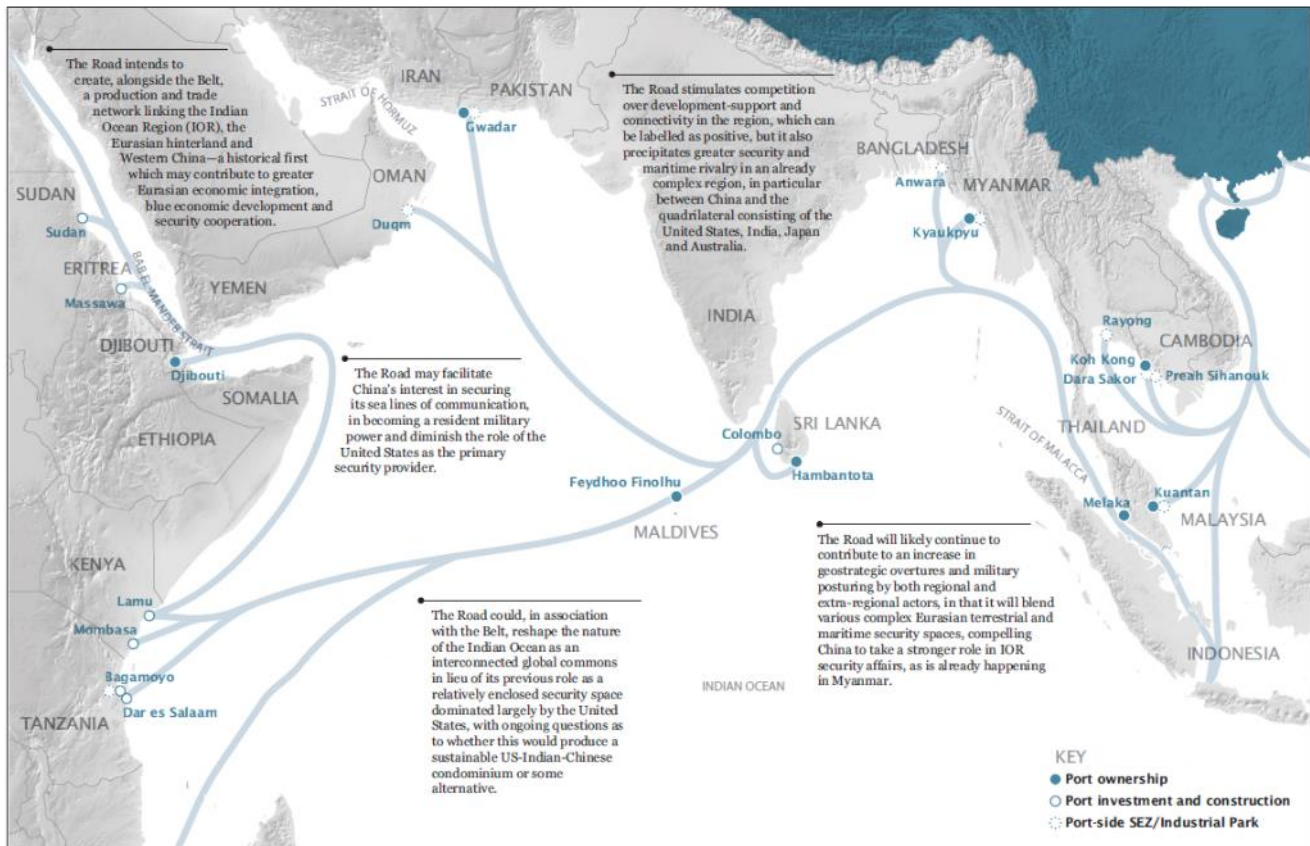 The Road intends to
create, alongside the Belt,
a production and trade
network linking the Indian
Ocean Region (IOR), the
Eurasian hinterland and
Western China—a historical first
which may contribute to greater
Eurasian economic integration,
blue economic development and
security cooperation.
IRAN
PAKISTAN
STRAIT OF HORMUZ
Gwadar
The Road stimulates competition
over development-support and
connectivity in the region, which can
be labelled as positive, but it also
precipitates greater security and
maritime rivalry in an already
complex region, in particular
between China and the
quadrilateral consisting of the
United States, India, Japan
and Australia.
BANGLADESH
Anwara
MYANMAR
Kyaukpyu
SUDAN
Sudan
OMAN
Duqm
ERITREA
Massawa
BAB EL-MANDEB STRAIT
YEMEN
INDIA
DJIBOUTI
Djibouti
SOMALIA
ETHIOPIA
The Road may facilitate
China's interest in securing
its sea lines of communication,
in becoming a resident military
power and diminish the role of the
United States as the primary
security provider.
Rayong
CAMBODIA
Koh Kong
Dara Sakor
Preah Sihanouk
THAILAND
STRAIT OF MALACCA
Colombo
SRI LANKA
Hambantota
Feydhoo Finolhu
MALDIVES
Melaka
Kuantan
MALAYSIA
KENYA
Lamu
Mombasa
Bagamoyo
Dar es Salaam
TANZANIA
The Road could, in association
with the Belt, reshape the nature
of the Indian Ocean as an
interconnected global commons
in lieu of its previous role as a
relatively enclosed security space
dominated largely by the United
States, with ongoing questions as
to whether this would produce a
sustainable US-Indian-Chinese
condominium or some
alternative.
The Road will likely continue to
contribute to an increase in
geostrategic overtures and military
posturing by both regional and
extra-regional actors, in that it will blend
various complex Eurasian terrestrial and
maritime security spaces, compelling
China to take a stronger role in IOR
security affairs, as is already happening
in Myanmar.
INDIAN OCEAN
INDONESIA
KEY
Port ownership
Port investment and construction
Port-side SEZ/Industrial Park